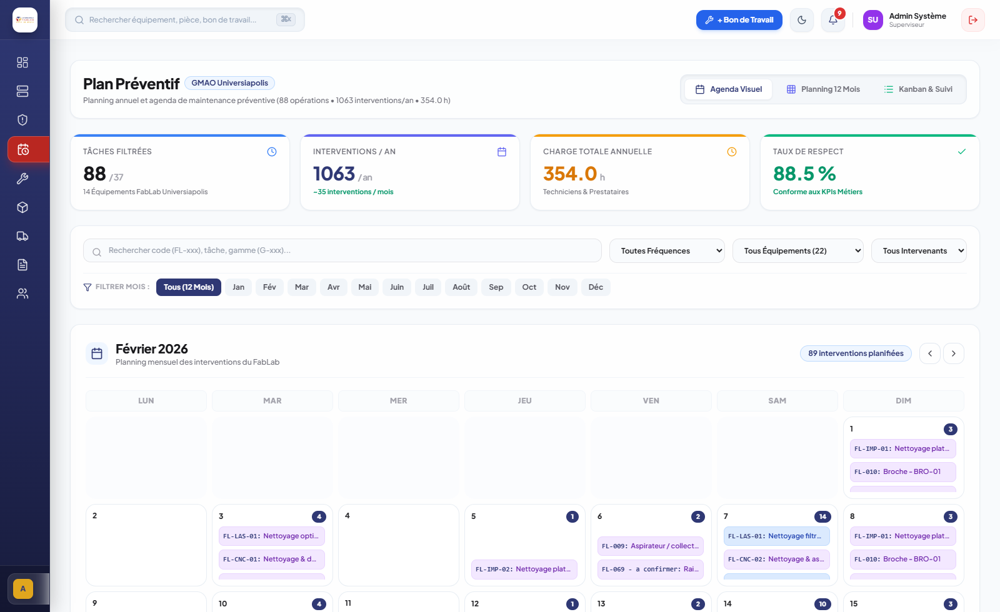 Rechercher équipement, pièce, bon de travail... ⌘K
+ Bon de Travail
9
SU
Admin Système
Superviseur
Plan Préventif GMAO Universiapolis
Planning annuel et agenda de maintenance préventive (88 opérations • 1063 interventions/an • 354.0 h)
Agenda Visuel Planning 12 Mois Kanban & Suivi
TÂCHES FILTRÉES
88 /37
14 Équipements FabLab Universiapolis
INTERVENTIONS / AN
1063 /an
~35 interventions / mois
CHARGE TOTALE ANNUELLE
354.0 h
Techniciens & Prestataires
TAUX DE RESPECT
88.5 %
Conforme aux KPIs Métiers
Rechercher code (FL-xxx), tâche, gamme (G-xxx)...
Toutes Fréquences Tous Équipements (22) Tous Intervenants
FILTRER MOIS : Tous (12 Mois) Jan Fév Mar Avr Mai Juin Juil Août Sep Oct Nov Déc
Février 2026
Planning mensuel des interventions du FabLab
89 interventions planifiées
LUN MAR MER JEU VEN SAM DIM
1 3
FL-IMP-01: Nettoyage plat...
FL-010: Broche - BRO-01
2
3 4
FL-LAS-01: Nettoyage opti...
FL-CNC-01: Nettoyage & d...
4
5 1
FL-IMP-02: Nettoyage plat...
6 2
FL-009: Aspirateur / collect...
FL-069 - a confirmer: Rai...
7 14
FL-LAS-01: Nettoyage filtr...
FL-CNC-02: Nettoyage & as...
8 3
FL-IMP-01: Nettoyage plat...
FL-010: Broche - BRO-01
9
10 4
11
12 1
13 2
14 10
15 3
A